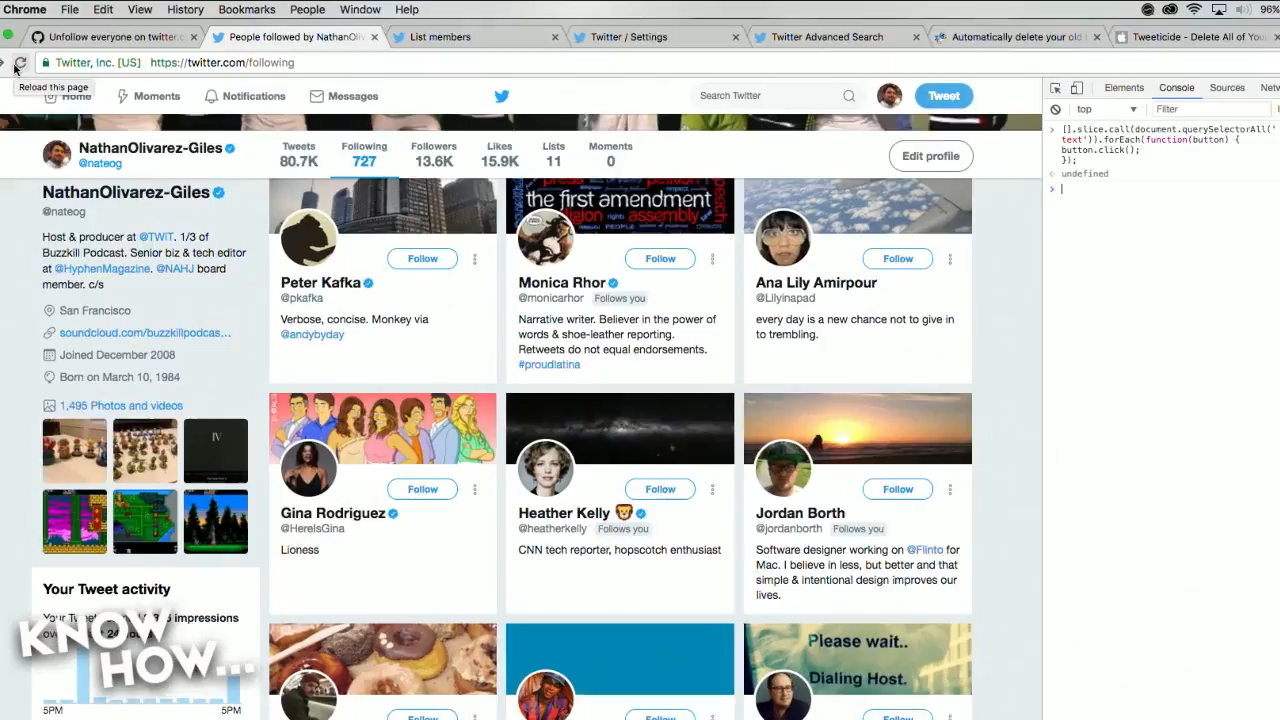 Chrome File Edit View History Bookmarks People Window Help 96%
Unfollow everyone on twitter.c
People followed by NathanOliv
List members
Twitter / Settings
Twitter Advanced Search
Automatically delete your old
Tweeticide - Delete All of You
Twitter, Inc. [US] https://twitter.com/following
Reload this page
Home Moments Notifications Messages Search Twitter Tweet
NathanOlivarez-Giles
@nateog
Tweets 80.7K
Following 727
Followers 13.6K
Likes 15.9K
Lists 11
Moments 0
Edit profile
NathanOlivarez-Giles
@nateog
Host & producer at @TWiT. 1/3 of
Buzzkill Podcast. Senior biz & tech editor
at @HyphenMagazine. @NAHJ board
member. c/s
San Francisco
soundcloud.com/buzzkillpodcas...
Joined December 2008
Born on March 10, 1984
1,495 Photos and videos
IV
Your Tweet activity
Your Tweet impressions
over 24
5PM 5PM
KNOW
HOW...
Follow
Peter Kafka
@pkafka
Verbose, concise. Monkey via
@andybyday
the first amendment
religion rights assembly
Follow
Monica Rhor
@monicarhor Follows you
Narrative writer. Believer in the power of
words & shoe-leather reporting.
Retweets do not equal endorsements.
#proudlatina
Follow
Ana Lily Amirpour
@Lilyinapad
every day is a new chance not to give in
to trembling.
Follow
Gina Rodriguez
@HereIsGina
Lioness
Follow
Heather Kelly 🦁
@heatherkelly Follows you
CNN tech reporter, hopscotch enthusiast
Follow
Jordan Borth
@jordanborth Follows you
Software designer working on @Flinto for
Mac. I believe in less, but better and that
simple & intentional design improves our
lives.
Please wait..
Dialing Host.
Follow
Follow
Follow
Elements Console Sources Netw
top Filter
[].slice.call(document.querySelectorAll('
text')).forEach(function(button) {
button.click();
});
undefined